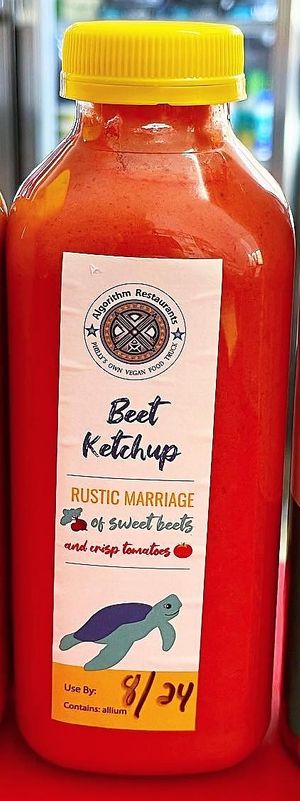 Algorithm Restaurants
PHILLY'S OWN VEGAN FOOD TRUCK
Beet
Ketchup
RUSTIC MARRIAGE
of sweet beets
and crisp tomatoes
Use By: 8/24
Contains: allium